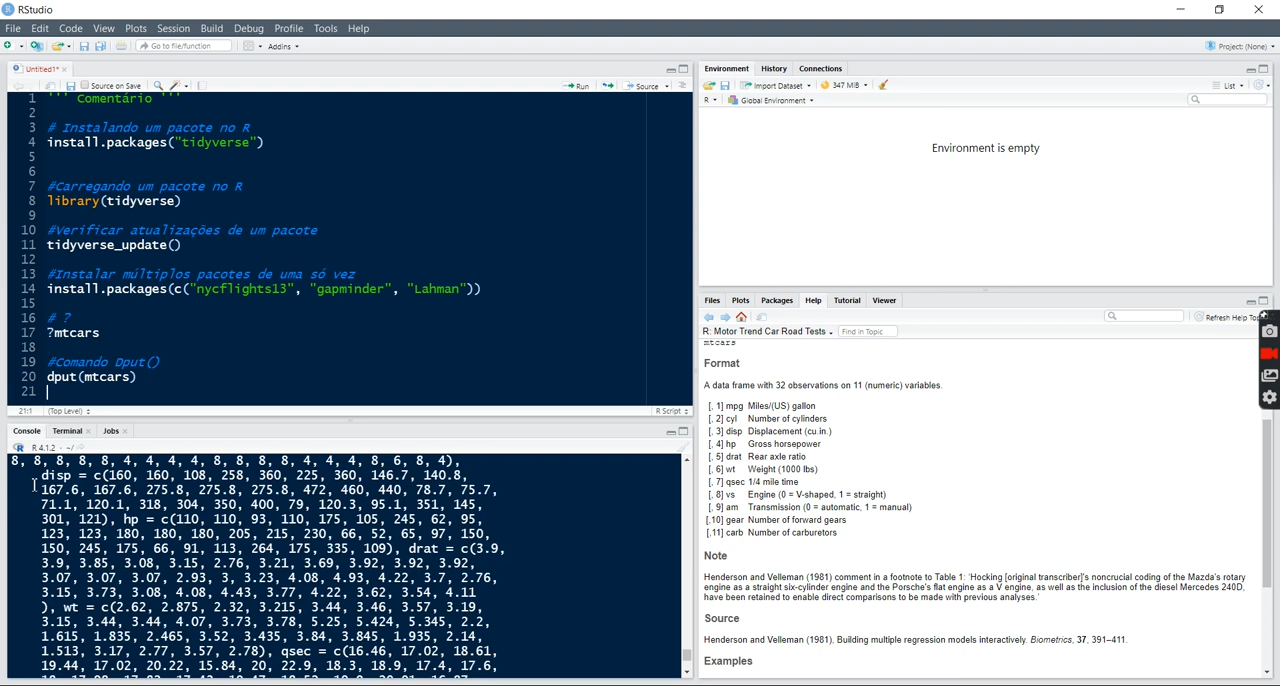 RStudio
File Edit Code View Plots Session Build Debug Profile Tools Help
Go to file/function Addins Project: (None)
Untitled1*
Source on Save Run Source
1 ''' Comentário '''
2
3 # Instalando um pacote no R
4 install.packages("tidyverse")
5
6
7 #Carregando um pacote no R
8 library(tidyverse)
9
10 #Verificar atualizações de um pacote
11 tidyverse_update()
12
13 #Instalar múltiplos pacotes de uma só vez
14 install.packages(c("nycflights13", "gapminder", "Lahman"))
15
16 # ?
17 ?mtcars
18
19 #Comando Dput()
20 dput(mtcars)
21
21:1 (Top Level) R Script
Console Terminal Jobs
R 4.1.2 · ~/
8, 8, 8, 8, 8, 4, 4, 4, 4, 8, 8, 8, 8, 4, 4, 4, 8, 6, 8, 4),
disp = c(160, 160, 108, 258, 360, 225, 360, 146.7, 140.8,
167.6, 167.6, 275.8, 275.8, 275.8, 472, 460, 440, 78.7, 75.7,
71.1, 120.1, 318, 304, 350, 400, 79, 120.3, 95.1, 351, 145,
301, 121), hp = c(110, 110, 93, 110, 175, 105, 245, 62, 95,
123, 123, 180, 180, 180, 205, 215, 230, 66, 52, 65, 97, 150,
150, 245, 175, 66, 91, 113, 264, 175, 335, 109), drat = c(3.9,
3.9, 3.85, 3.08, 3.15, 2.76, 3.21, 3.69, 3.92, 3.92, 3.92,
3.07, 3.07, 3.07, 2.93, 3, 3.23, 4.08, 4.93, 4.22, 3.7, 2.76,
3.15, 3.73, 3.08, 4.08, 4.43, 3.77, 4.22, 3.62, 3.54, 4.11
), wt = c(2.62, 2.875, 2.32, 3.215, 3.44, 3.46, 3.57, 3.19,
3.15, 3.44, 3.44, 4.07, 3.73, 3.78, 5.25, 5.424, 5.345, 2.2,
1.615, 1.835, 2.465, 3.52, 3.435, 3.84, 3.845, 1.935, 2.14,
1.513, 3.17, 2.77, 3.57, 2.78), qsec = c(16.46, 17.02, 18.61,
19.44, 17.02, 20.22, 15.84, 20, 22.9, 18.3, 18.9, 17.4, 17.6,
Environment History Connections
Import Dataset 347 MiB List
R Global Environment
Environment is empty
Files Plots Packages Help Tutorial Viewer
Refresh Help Top
R: Motor Trend Car Road Tests Find in Topic
mtcars
Format
A data frame with 32 observations on 11 (numeric) variables.
[, 1] mpg Miles/(US) gallon
[, 2] cyl Number of cylinders
[, 3] disp Displacement (cu.in.)
[, 4] hp Gross horsepower
[, 5] drat Rear axle ratio
[, 6] wt Weight (1000 lbs)
[, 7] qsec 1/4 mile time
[, 8] vs Engine (0 = V-shaped, 1 = straight)
[, 9] am Transmission (0 = automatic, 1 = manual)
[,10] gear Number of forward gears
[,11] carb Number of carburetors
Note
Henderson and Velleman (1981) comment in a footnote to Table 1: 'Hocking [original transcriber]'s noncrucial coding of the Mazda's rotary
engine as a straight six-cylinder engine and the Porsche's flat engine as a V engine, as well as the inclusion of the diesel Mercedes 240D,
have been retained to enable direct comparisons to be made with previous analyses.'
Source
Henderson and Velleman (1981), Building multiple regression models interactively. Biometrics, 37, 391–411.
Examples